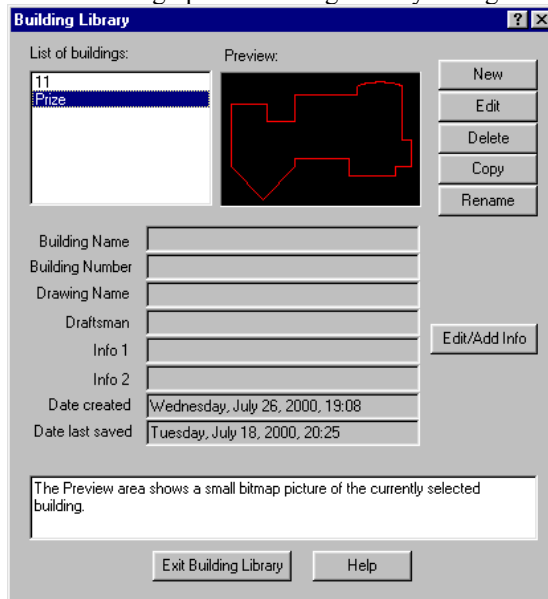 Building Library
List of buildings:
Preview:
11
Prize
New
Edit
Delete
Copy
Rename
Building Name
Building Number
Drawing Name
Draftsman
Info 1
Info 2
Edit/Add Info
Date created Wednesday, July 26, 2000, 19:08
Date last saved Tuesday, July 18, 2000, 20:25
The Preview area shows a small bitmap picture of the currently selected
building.
Exit Building Library
Help